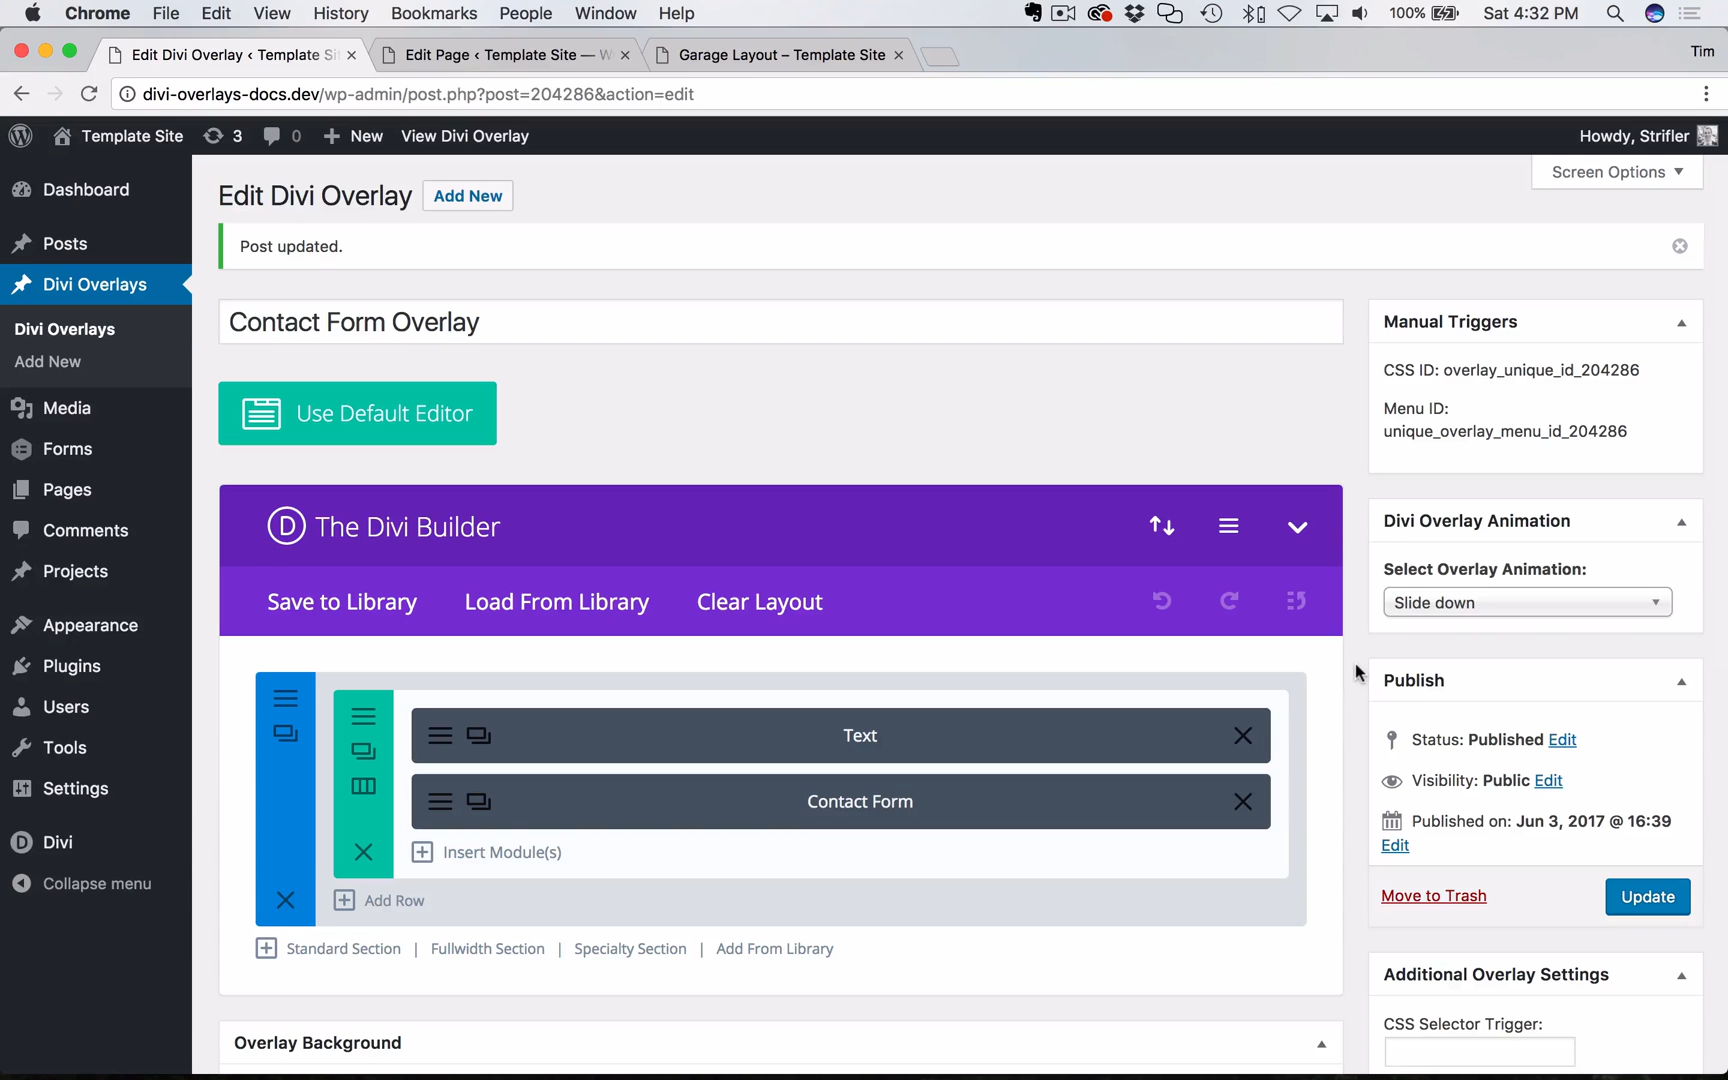 Chrome File Edit View History Bookmarks People Window Help 100% Sat 4:32 PM
Edit Divi Overlay ‹ Template Si Edit Page ‹ Template Site — W Garage Layout – Template Site Tim
divi-overlays-docs.dev/wp-admin/post.php?post=204286&action=edit
Template Site 3 0 New View Divi Overlay Howdy, Strifler
Screen Options
Dashboard
Posts
Divi Overlays
Divi Overlays
Add New
Media
Forms
Pages
Comments
Projects
Appearance
Plugins
Users
Tools
Settings
Divi
Collapse menu
Edit Divi Overlay Add New
Post updated.
Contact Form Overlay
Use Default Editor
D The Divi Builder
Save to Library Load From Library Clear Layout
Text
Contact Form
Insert Module(s)
Add Row
Standard Section | Fullwidth Section | Specialty Section | Add From Library
Overlay Background
Manual Triggers
CSS ID: overlay_unique_id_204286
Menu ID:
unique_overlay_menu_id_204286
Divi Overlay Animation
Select Overlay Animation:
Slide down
Publish
Status: Published Edit
Visibility: Public Edit
Published on: Jun 3, 2017 @ 16:39
Edit
Move to Trash Update
Additional Overlay Settings
CSS Selector Trigger: